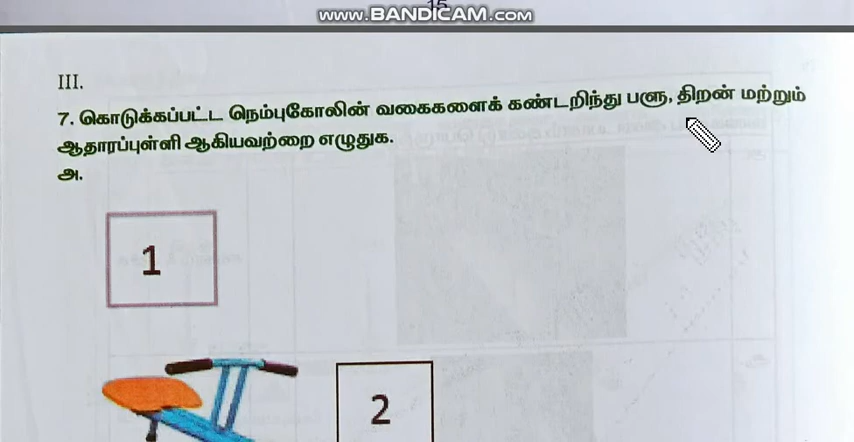 www.BANDICAM.com
15
III.
7. கொடுக்கப்பட்ட நெம்புகோலின் வகைகளைக் கண்டறிந்து பளு, திறன் மற்றும்
ஆதாரப்புள்ளி ஆகியவற்றை எழுதுக.
அ.
1
2